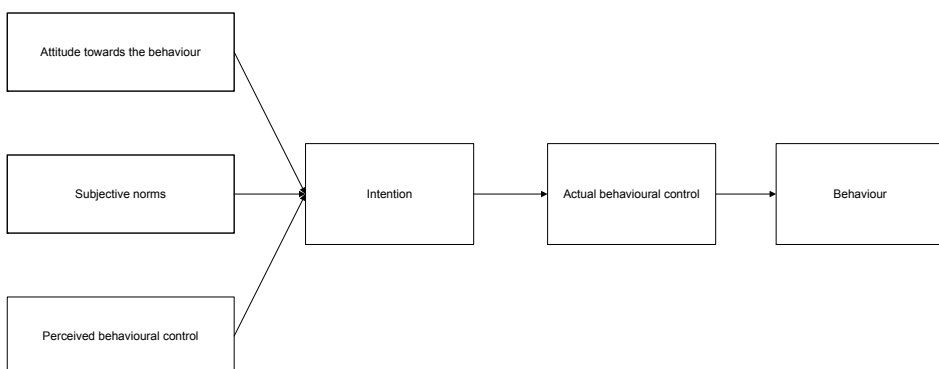 Attitude towards the behaviour
Subjective norms
Intention
Actual behavioural control
Behaviour
Perceived behavioural control